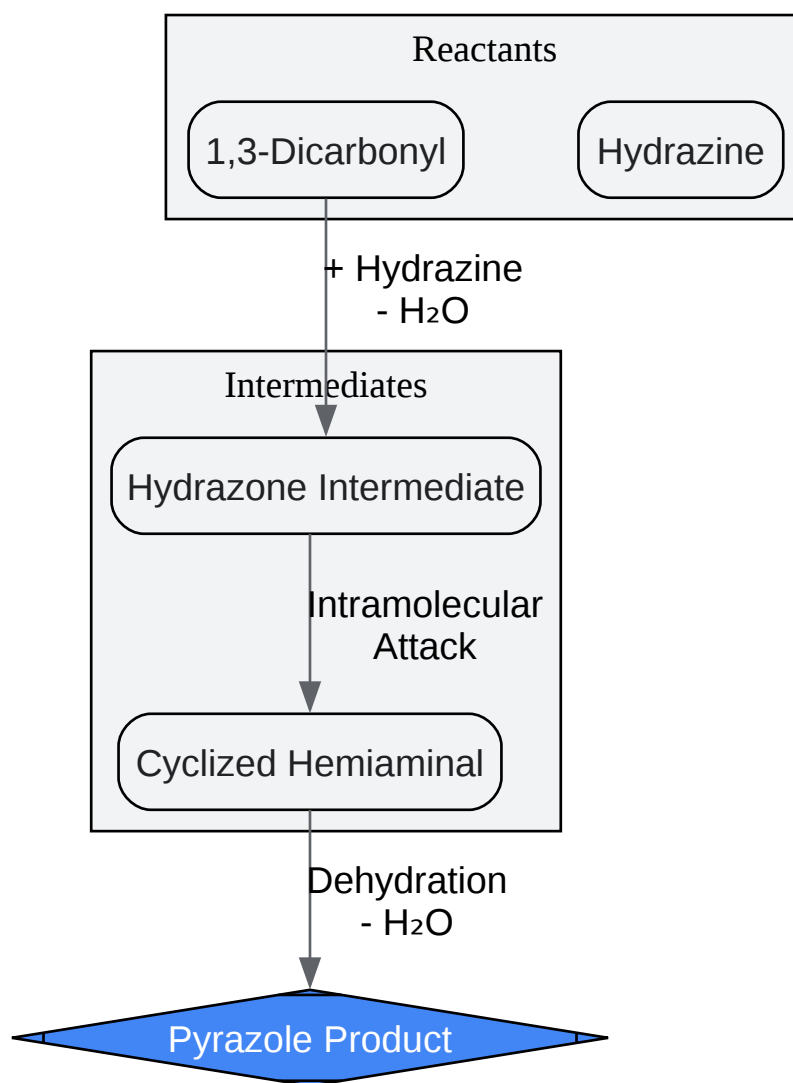 Reactants
1,3-Dicarbonyl
Hydrazine
+ Hydrazine
- H₂O
Intermediates
Hydrazone Intermediate
Intramolecular
Attack
Cyclized Hemiaminal
Dehydration
- H₂O
Pyrazole Product